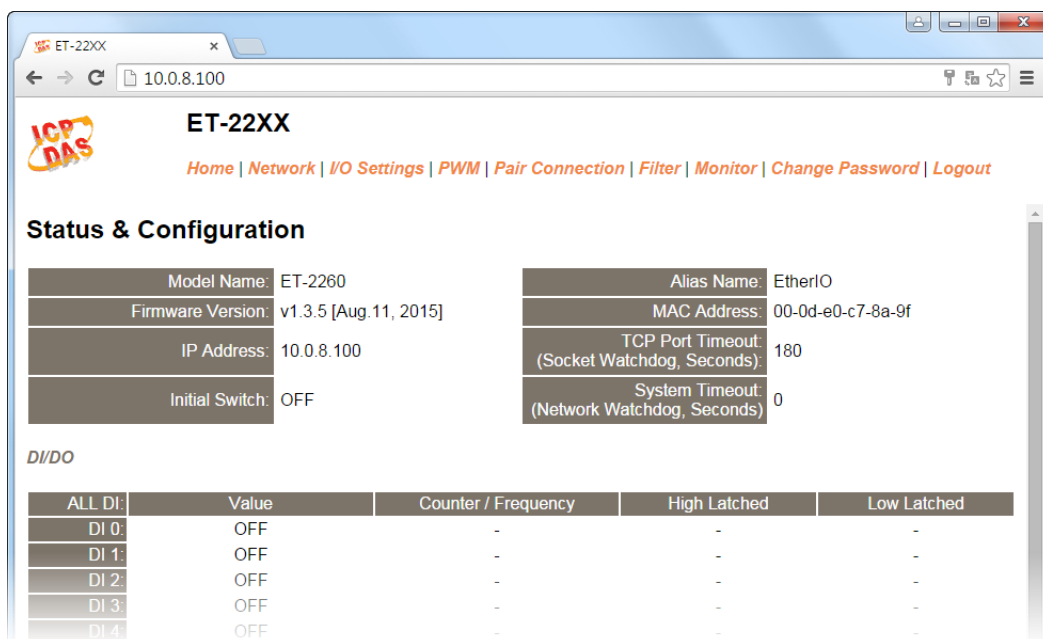 ET-22XX
10.0.8.100
ICP DAS
ET-22XX
Home | Network | I/O Settings | PWM | Pair Connection | Filter | Monitor | Change Password | Logout
Status & Configuration
Model Name: ET-2260 Alias Name: EtherIO
Firmware Version: v1.3.5 [Aug.11, 2015] MAC Address: 00-0d-e0-c7-8a-9f
IP Address: 10.0.8.100 TCP Port Timeout: (Socket Watchdog, Seconds): 180
Initial Switch: OFF System Timeout: (Network Watchdog, Seconds) 0
DI/DO
ALL DI: Value Counter / Frequency High Latched Low Latched
DI 0: OFF - - -
DI 1: OFF - - -
DI 2: OFF - - -
DI 3: OFF - - -
DI 4: OFF - - -